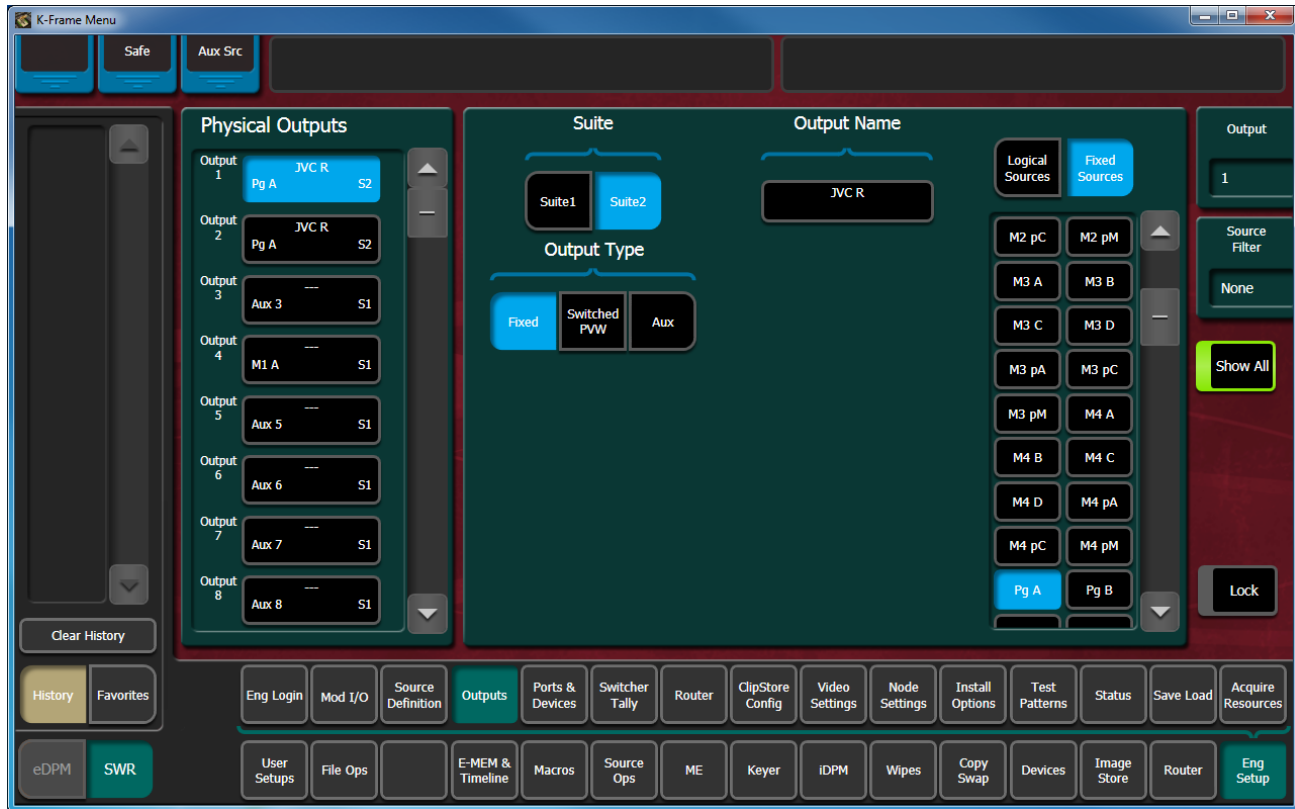 K-Frame Menu
Safe
Aux Src
Physical Outputs
Output 1
JVC R
Pg A S2
Output 2
JVC R
Pg A S2
Output 3
---
Aux 3 S1
Output 4
---
M1 A S1
Output 5
---
Aux 5 S1
Output 6
---
Aux 6 S1
Output 7
---
Aux 7 S1
Output 8
---
Aux 8 S1
Suite
Suite1 Suite2
Output Type
Fixed
Switched PVW
Aux
Output Name
JVC R
Logical Sources
Fixed Sources
M2 pC M2 pM
M3 A M3 B
M3 C M3 D
M3 pA M3 pC
M3 pM M4 A
M4 B M4 C
M4 D M4 pA
M4 pC M4 pM
Pg A Pg B
Output
1
Source Filter
None
Show All
Lock
Clear History
History Favorites
Eng Login
Mod I/O
Source Definition
Outputs
Ports & Devices
Switcher Tally
Router
ClipStore Config
Video Settings
Node Settings
Install Options
Test Patterns
Status
Save Load
Acquire Resources
eDPM SWR
User Setups
File Ops
E-MEM & Timeline
Macros
Source Ops
ME
Keyer
iDPM
Wipes
Copy Swap
Devices
Image Store
Router
Eng Setup